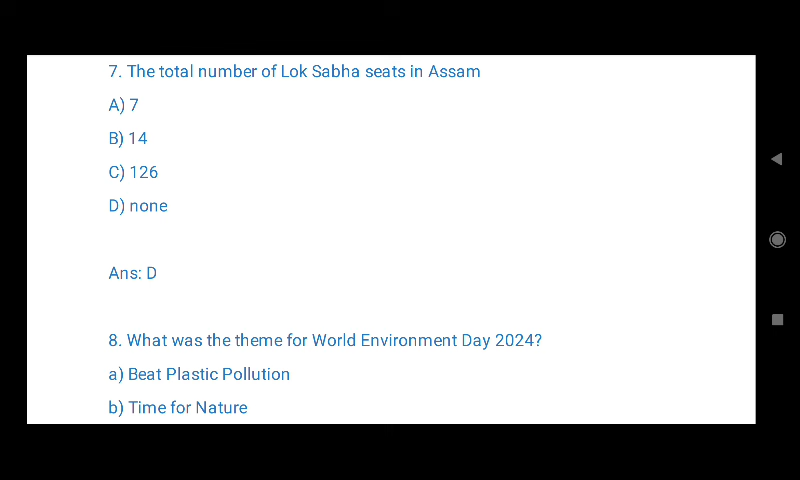 7. The total number of Lok Sabha seats in Assam
A) 7
B) 14
C) 126
D) none
Ans: D
8. What was the theme for World Environment Day 2024?
a) Beat Plastic Pollution
b) Time for Nature